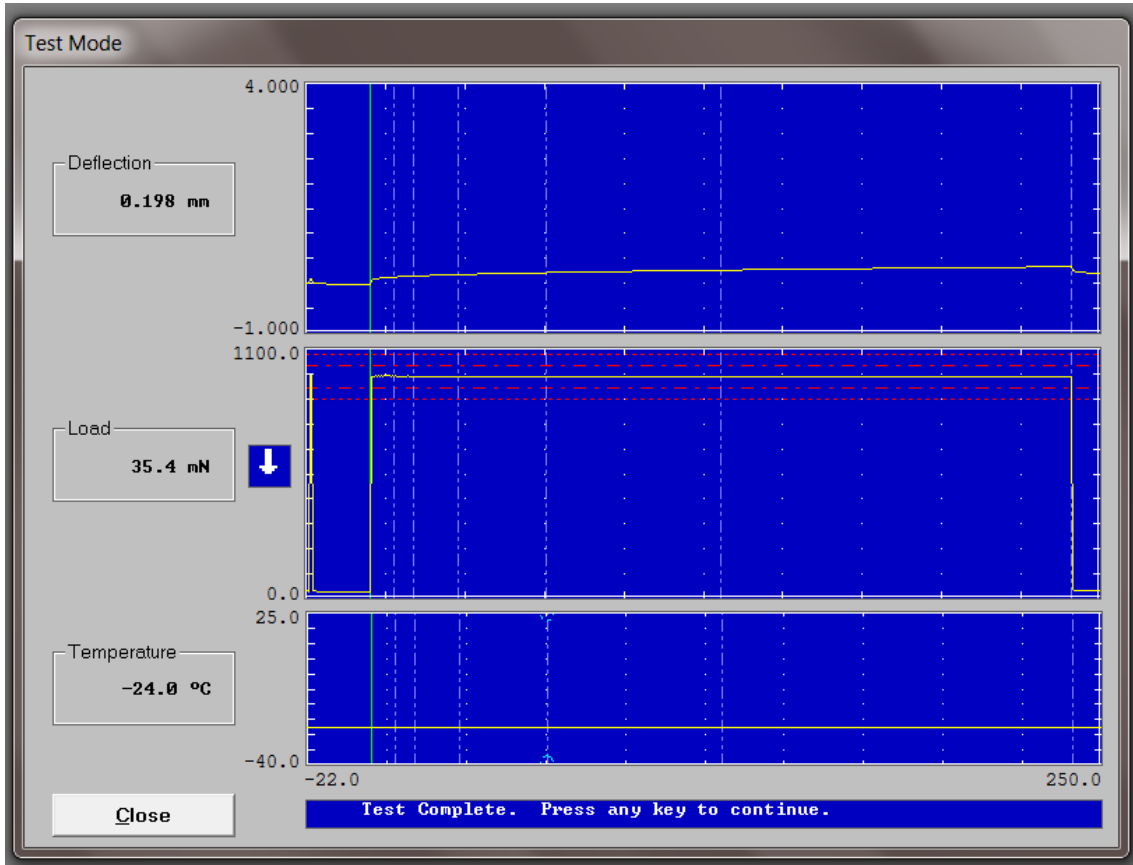 Test Mode
4.000
Deflection
0.198 mm
-1.000
1100.0
Load
35.4 mN
0.0
25.0
Temperature
-24.0 ºC
-40.0
-22.0 250.0
Close
Test Complete. Press any key to continue.